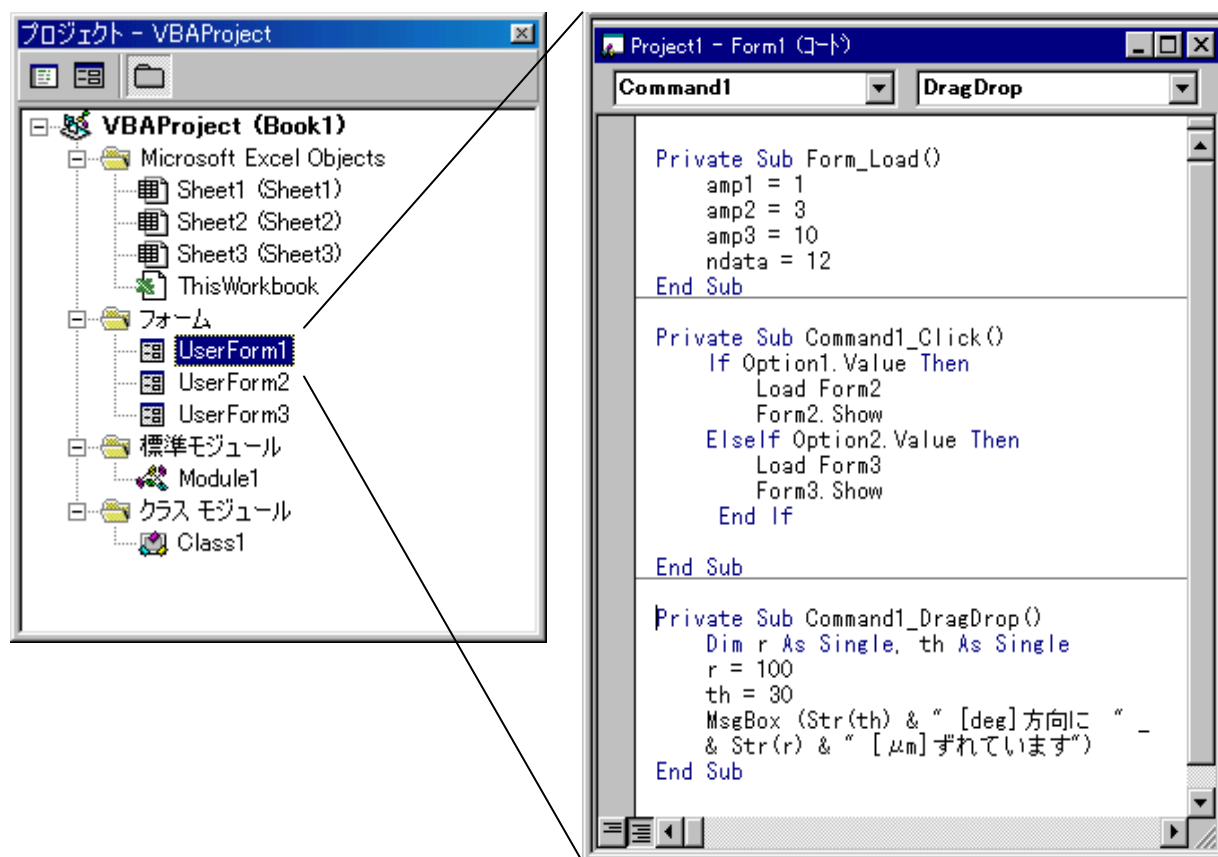 プロジェクト - VBAProject
VBAProject (Book1)
Microsoft Excel Objects
Sheet1 (Sheet1)
Sheet2 (Sheet2)
Sheet3 (Sheet3)
ThisWorkbook
フォーム
UserForm1
UserForm2
UserForm3
標準モジュール
Module1
クラス モジュール
Class1
Project1 - Form1 (コード)
Command1 DragDrop
Private Sub Form_Load()
amp1 = 1
amp2 = 3
amp3 = 10
ndata = 12
End Sub
Private Sub Command1_Click()
If Option1.Value Then
Load Form2
Form2.Show
ElseIf Option2.Value Then
Load Form3
Form3.Show
End If
End Sub
Private Sub Command1_DragDrop()
Dim r As Single, th As Single
r = 100
th = 30
MsgBox (Str(th) & " [deg]方向に " _
& Str(r) & " [μm]ずれています")
End Sub